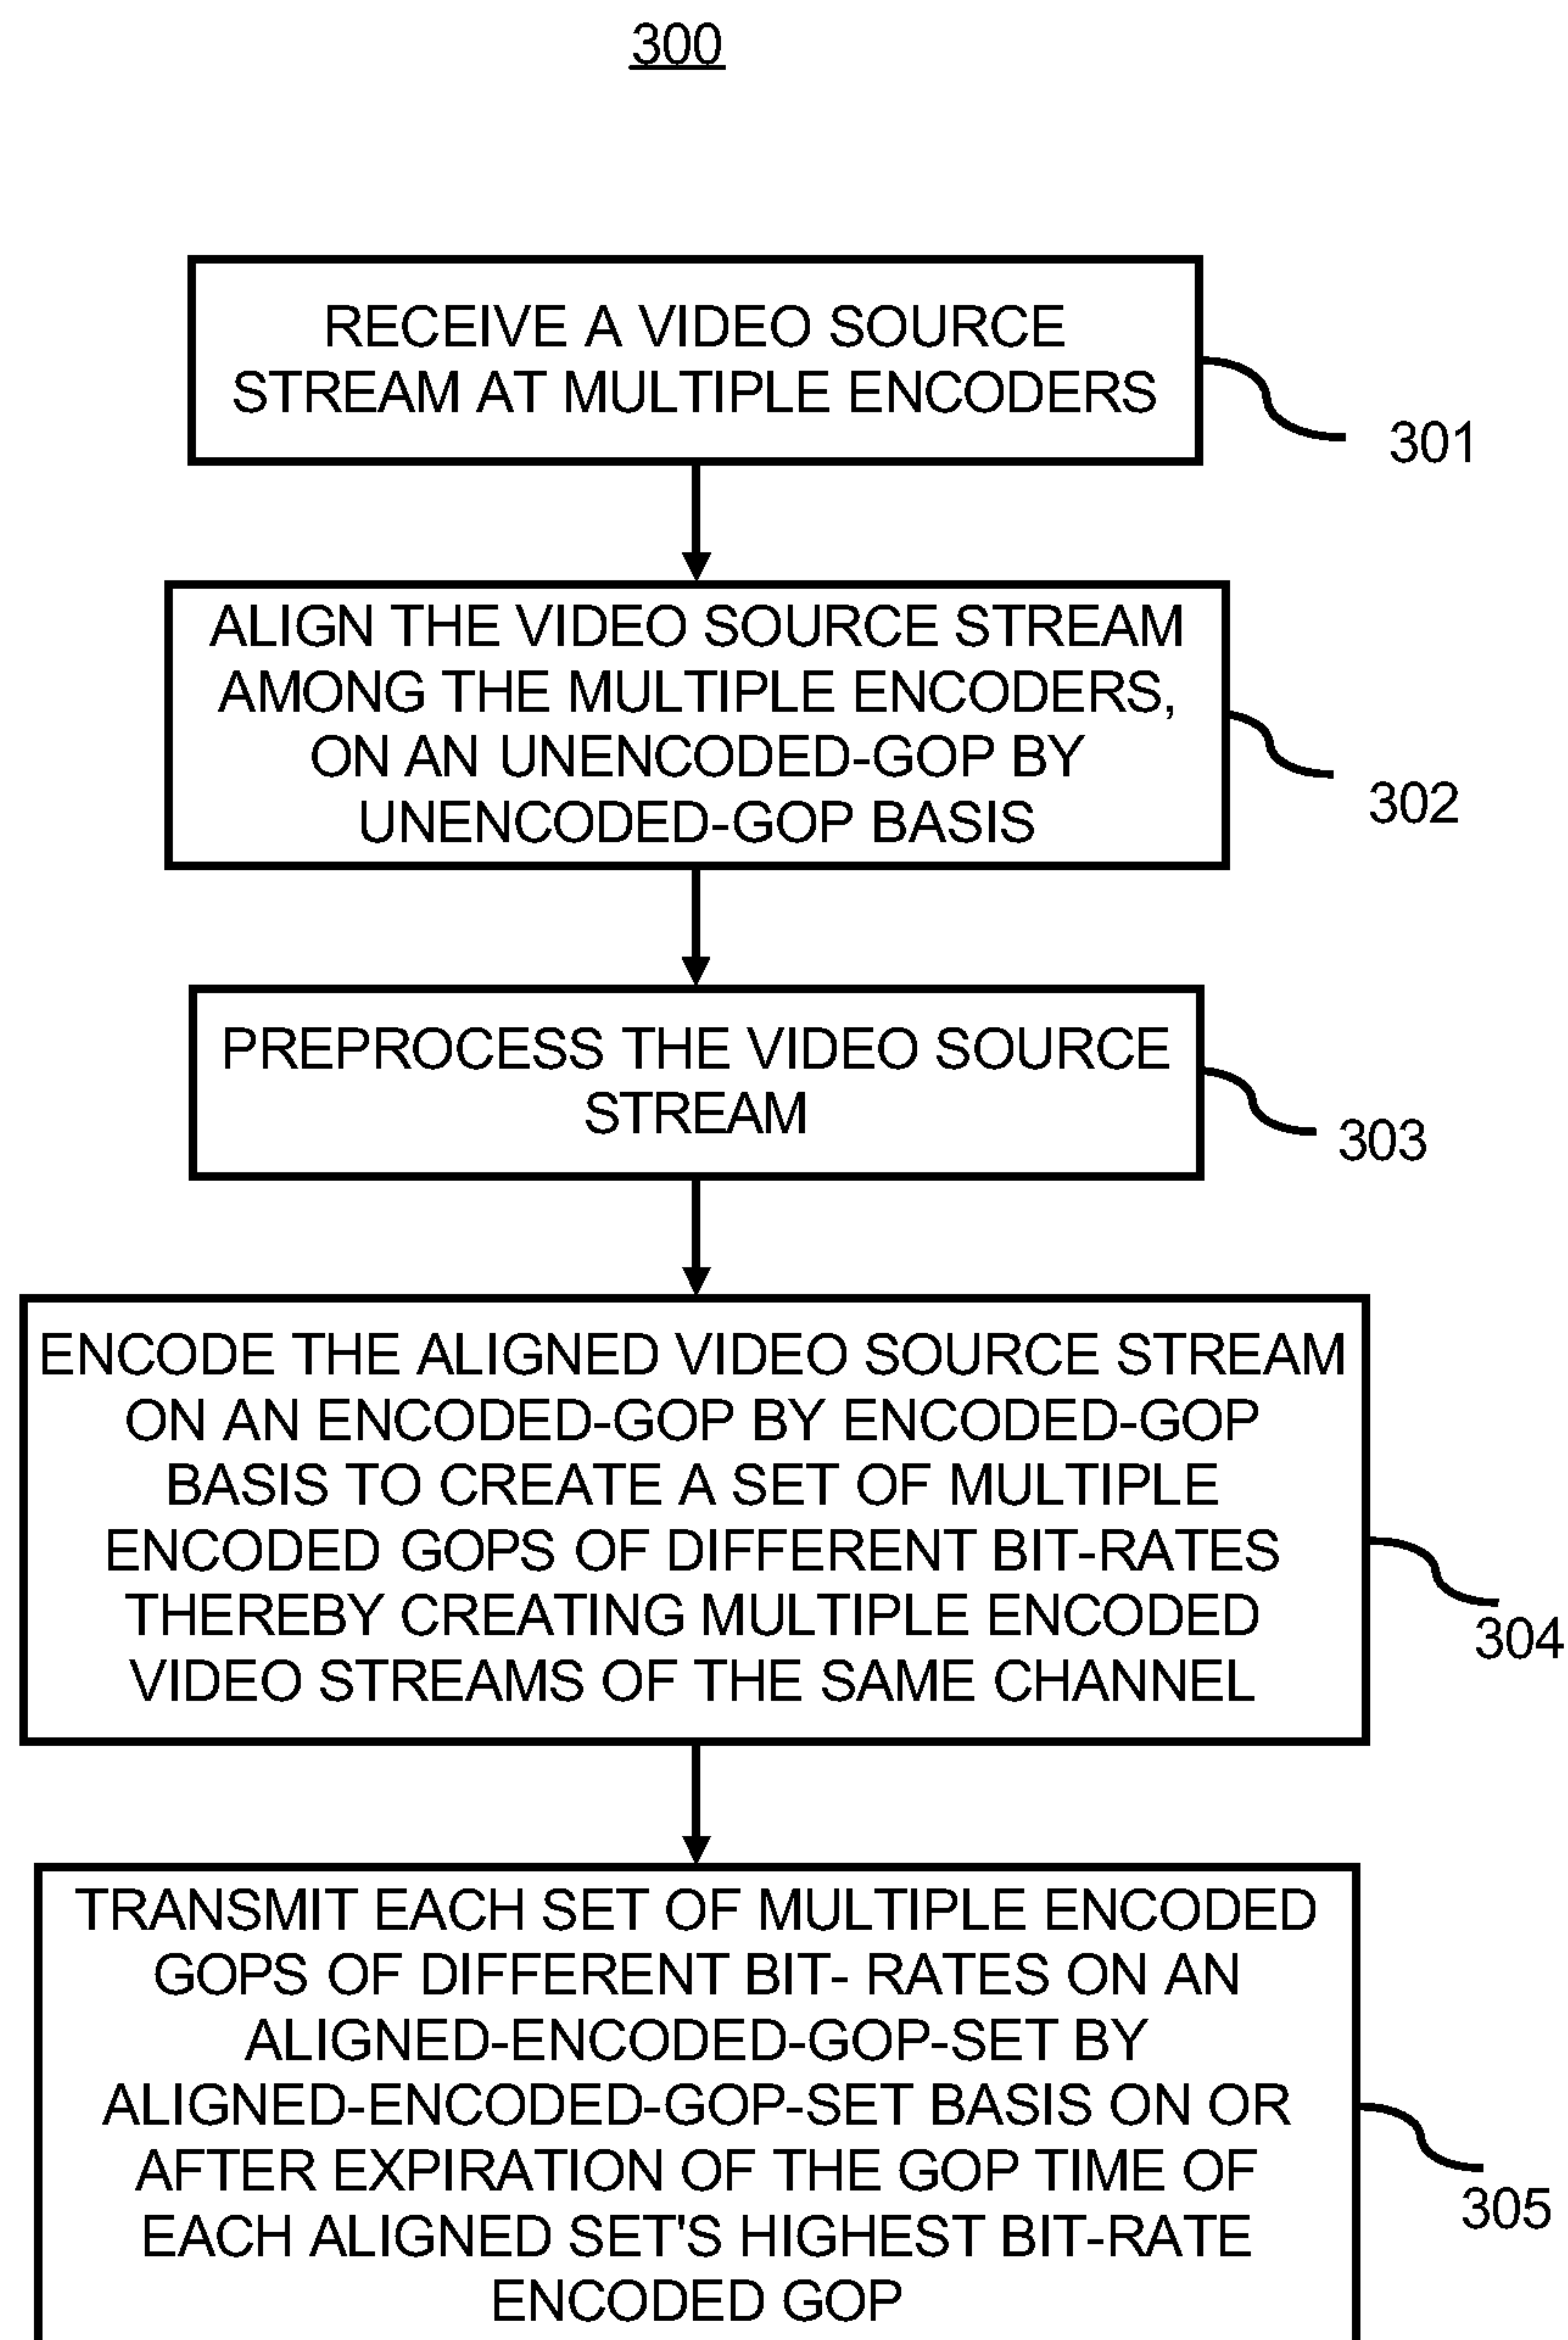 300
RECEIVE A VIDEO SOURCE
STREAM AT MULTIPLE ENCODERS
301
ALIGN THE VIDEO SOURCE STREAM
AMONG THE MULTIPLE ENCODERS,
ON AN UNENCODED-GOP BY
UNENCODED-GOP BASIS
302
PREPROCESS THE VIDEO SOURCE
STREAM
303
ENCODE THE ALIGNED VIDEO SOURCE STREAM
ON AN ENCODED-GOP BY ENCODED-GOP
BASIS TO CREATE A SET OF MULTIPLE
ENCODED GOPS OF DIFFERENT BIT-RATES
THEREBY CREATING MULTIPLE ENCODED
VIDEO STREAMS OF THE SAME CHANNEL
304
TRANSMIT EACH SET OF MULTIPLE ENCODED
GOPS OF DIFFERENT BIT- RATES ON AN
ALIGNED-ENCODED-GOP-SET BY
ALIGNED-ENCODED-GOP-SET BASIS ON OR
AFTER EXPIRATION OF THE GOP TIME OF
EACH ALIGNED SET'S HIGHEST BIT-RATE
ENCODED GOP
305